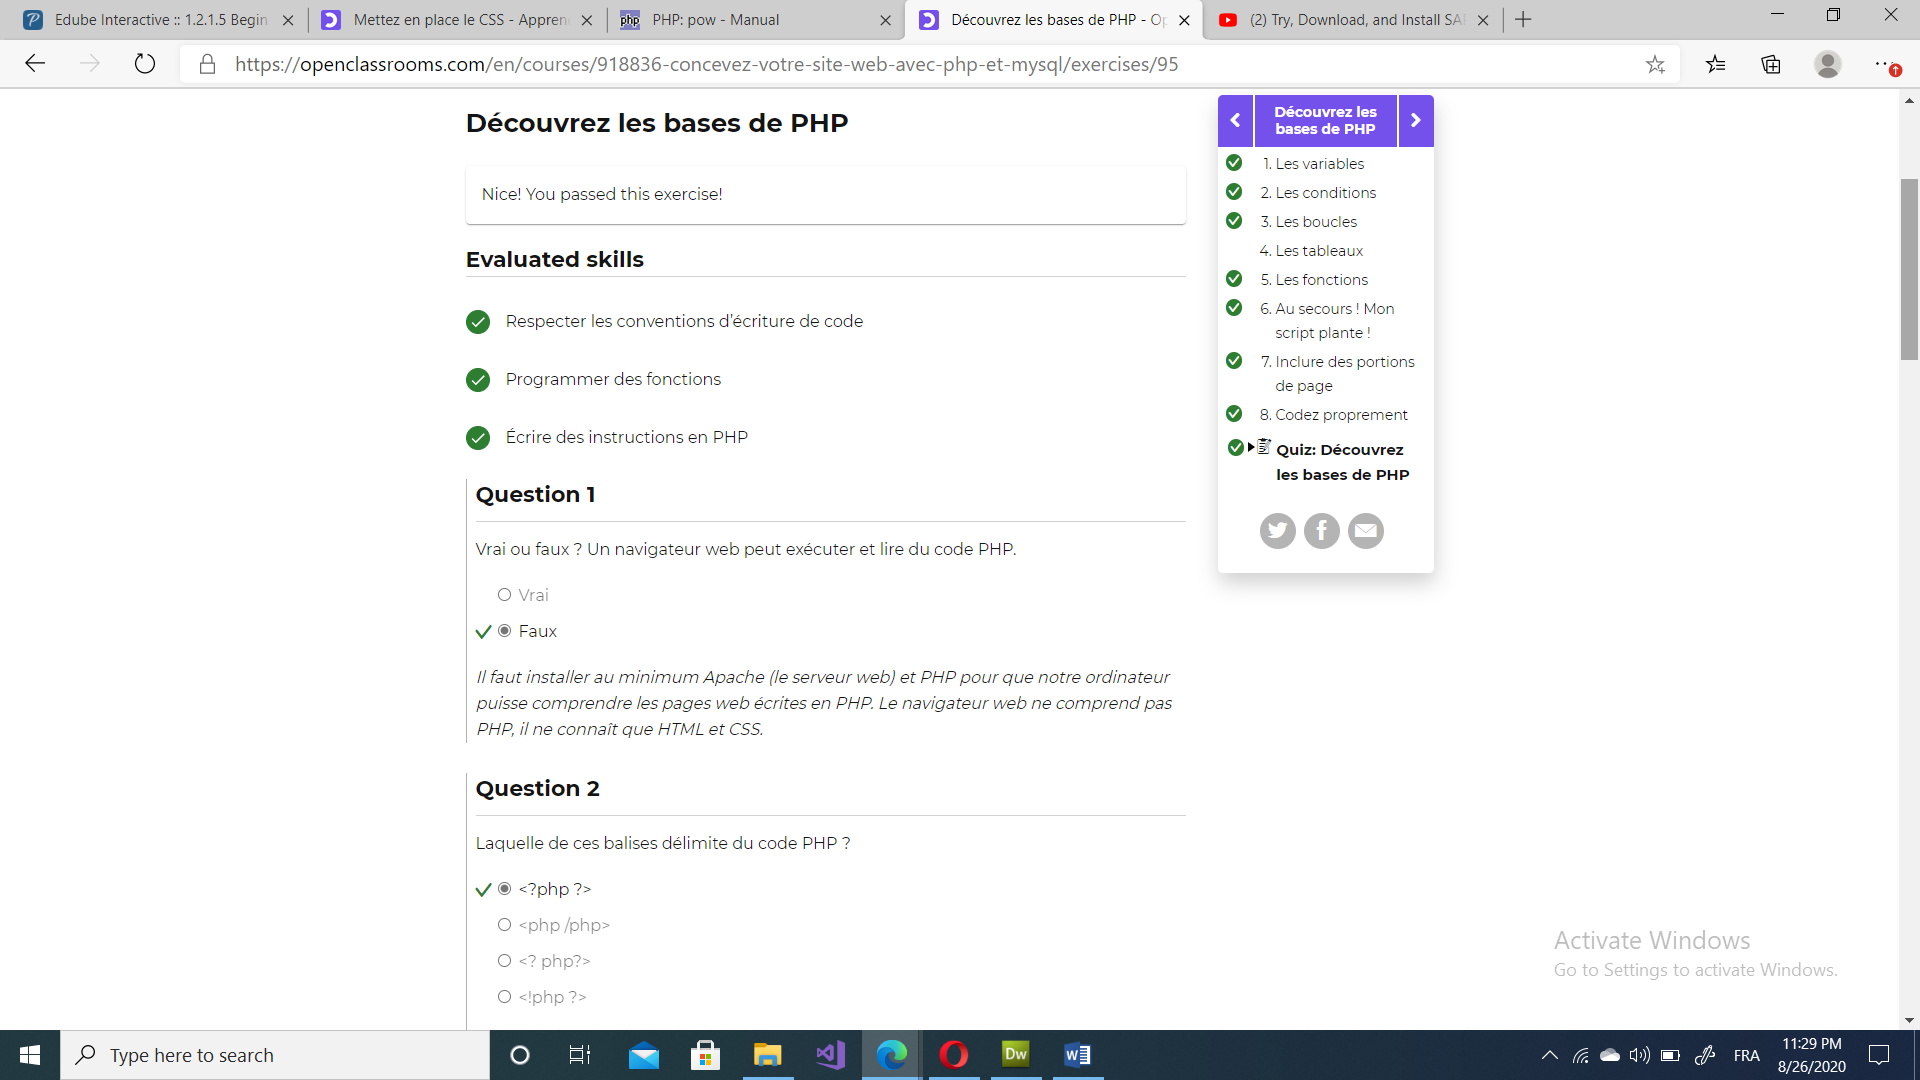 Edube Interactive :: 1.2.1.5 Begin
Mettez en place le CSS - Appren
php PHP: pow - Manual
Découvrez les bases de PHP - Op
(2) Try, Download, and Install SA
https://openclassrooms.com/en/courses/918836-concevez-votre-site-web-avec-php-et-mysql/exercises/95
Découvrez les bases de PHP
Nice! You passed this exercise!
Evaluated skills
Respecter les conventions d'écriture de code
Programmer des fonctions
Écrire des instructions en PHP
Question 1
Vrai ou faux ? Un navigateur web peut exécuter et lire du code PHP.
Vrai
Faux
Il faut installer au minimum Apache (le serveur web) et PHP pour que notre ordinateur
puisse comprendre les pages web écrites en PHP. Le navigateur web ne comprend pas
PHP, il ne connaît que HTML et CSS.
Question 2
Laquelle de ces balises délimite du code PHP ?
<?php ?>
<php /php>
<? php?>
<!php ?>
Découvrez les
bases de PHP
1. Les variables
2. Les conditions
3. Les boucles
4. Les tableaux
5. Les fonctions
6. Au secours ! Mon
script plante !
7. Inclure des portions
de page
8. Codez proprement
Quiz: Découvrez
les bases de PHP
Activate Windows
Go to Settings to activate Windows.
Type here to search
Dw
FRA
11:29 PM
8/26/2020